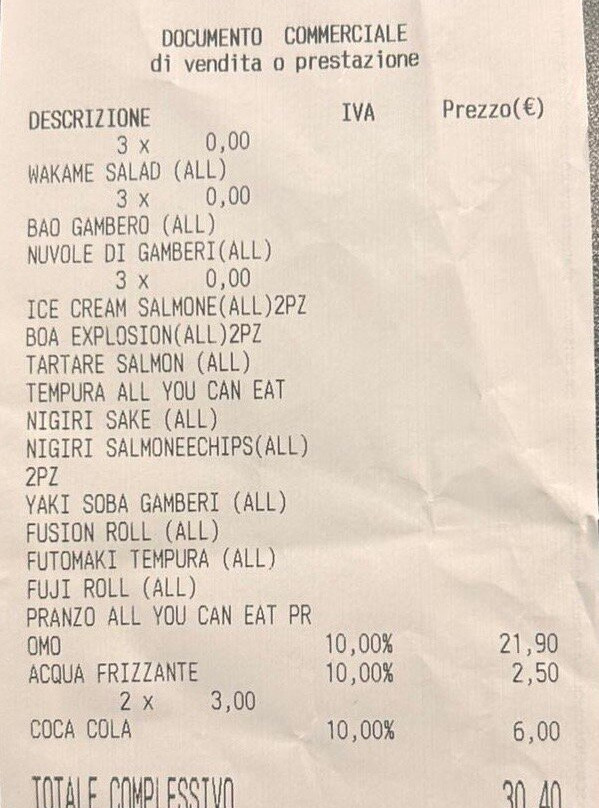 DOCUMENTO COMMERCIALE
di vendita o prestazione
DESCRIZIONE IVA Prezzo(€)
3 x 0,00
WAKAME SALAD (ALL)
3 x 0,00
BAO GAMBERO (ALL)
NUVOLE DI GAMBERI(ALL)
3 x 0,00
ICE CREAM SALMONE(ALL)2PZ
BOA EXPLOSION(ALL)2PZ
TARTARE SALMON (ALL)
TEMPURA ALL YOU CAN EAT
NIGIRI SAKE (ALL)
NIGIRI SALMONEECHIPS(ALL)
2PZ
YAKI SOBA GAMBERI (ALL)
FUSION ROLL (ALL)
FUTOMAKI TEMPURA (ALL)
FUJI ROLL (ALL)
PRANZO ALL YOU CAN EAT PR
OMO 10,00% 21,90
ACQUA FRIZZANTE 10,00% 2,50
2 x 3,00
COCA COLA 10,00% 6,00
TOTALE COMPLESSIVO 30,40